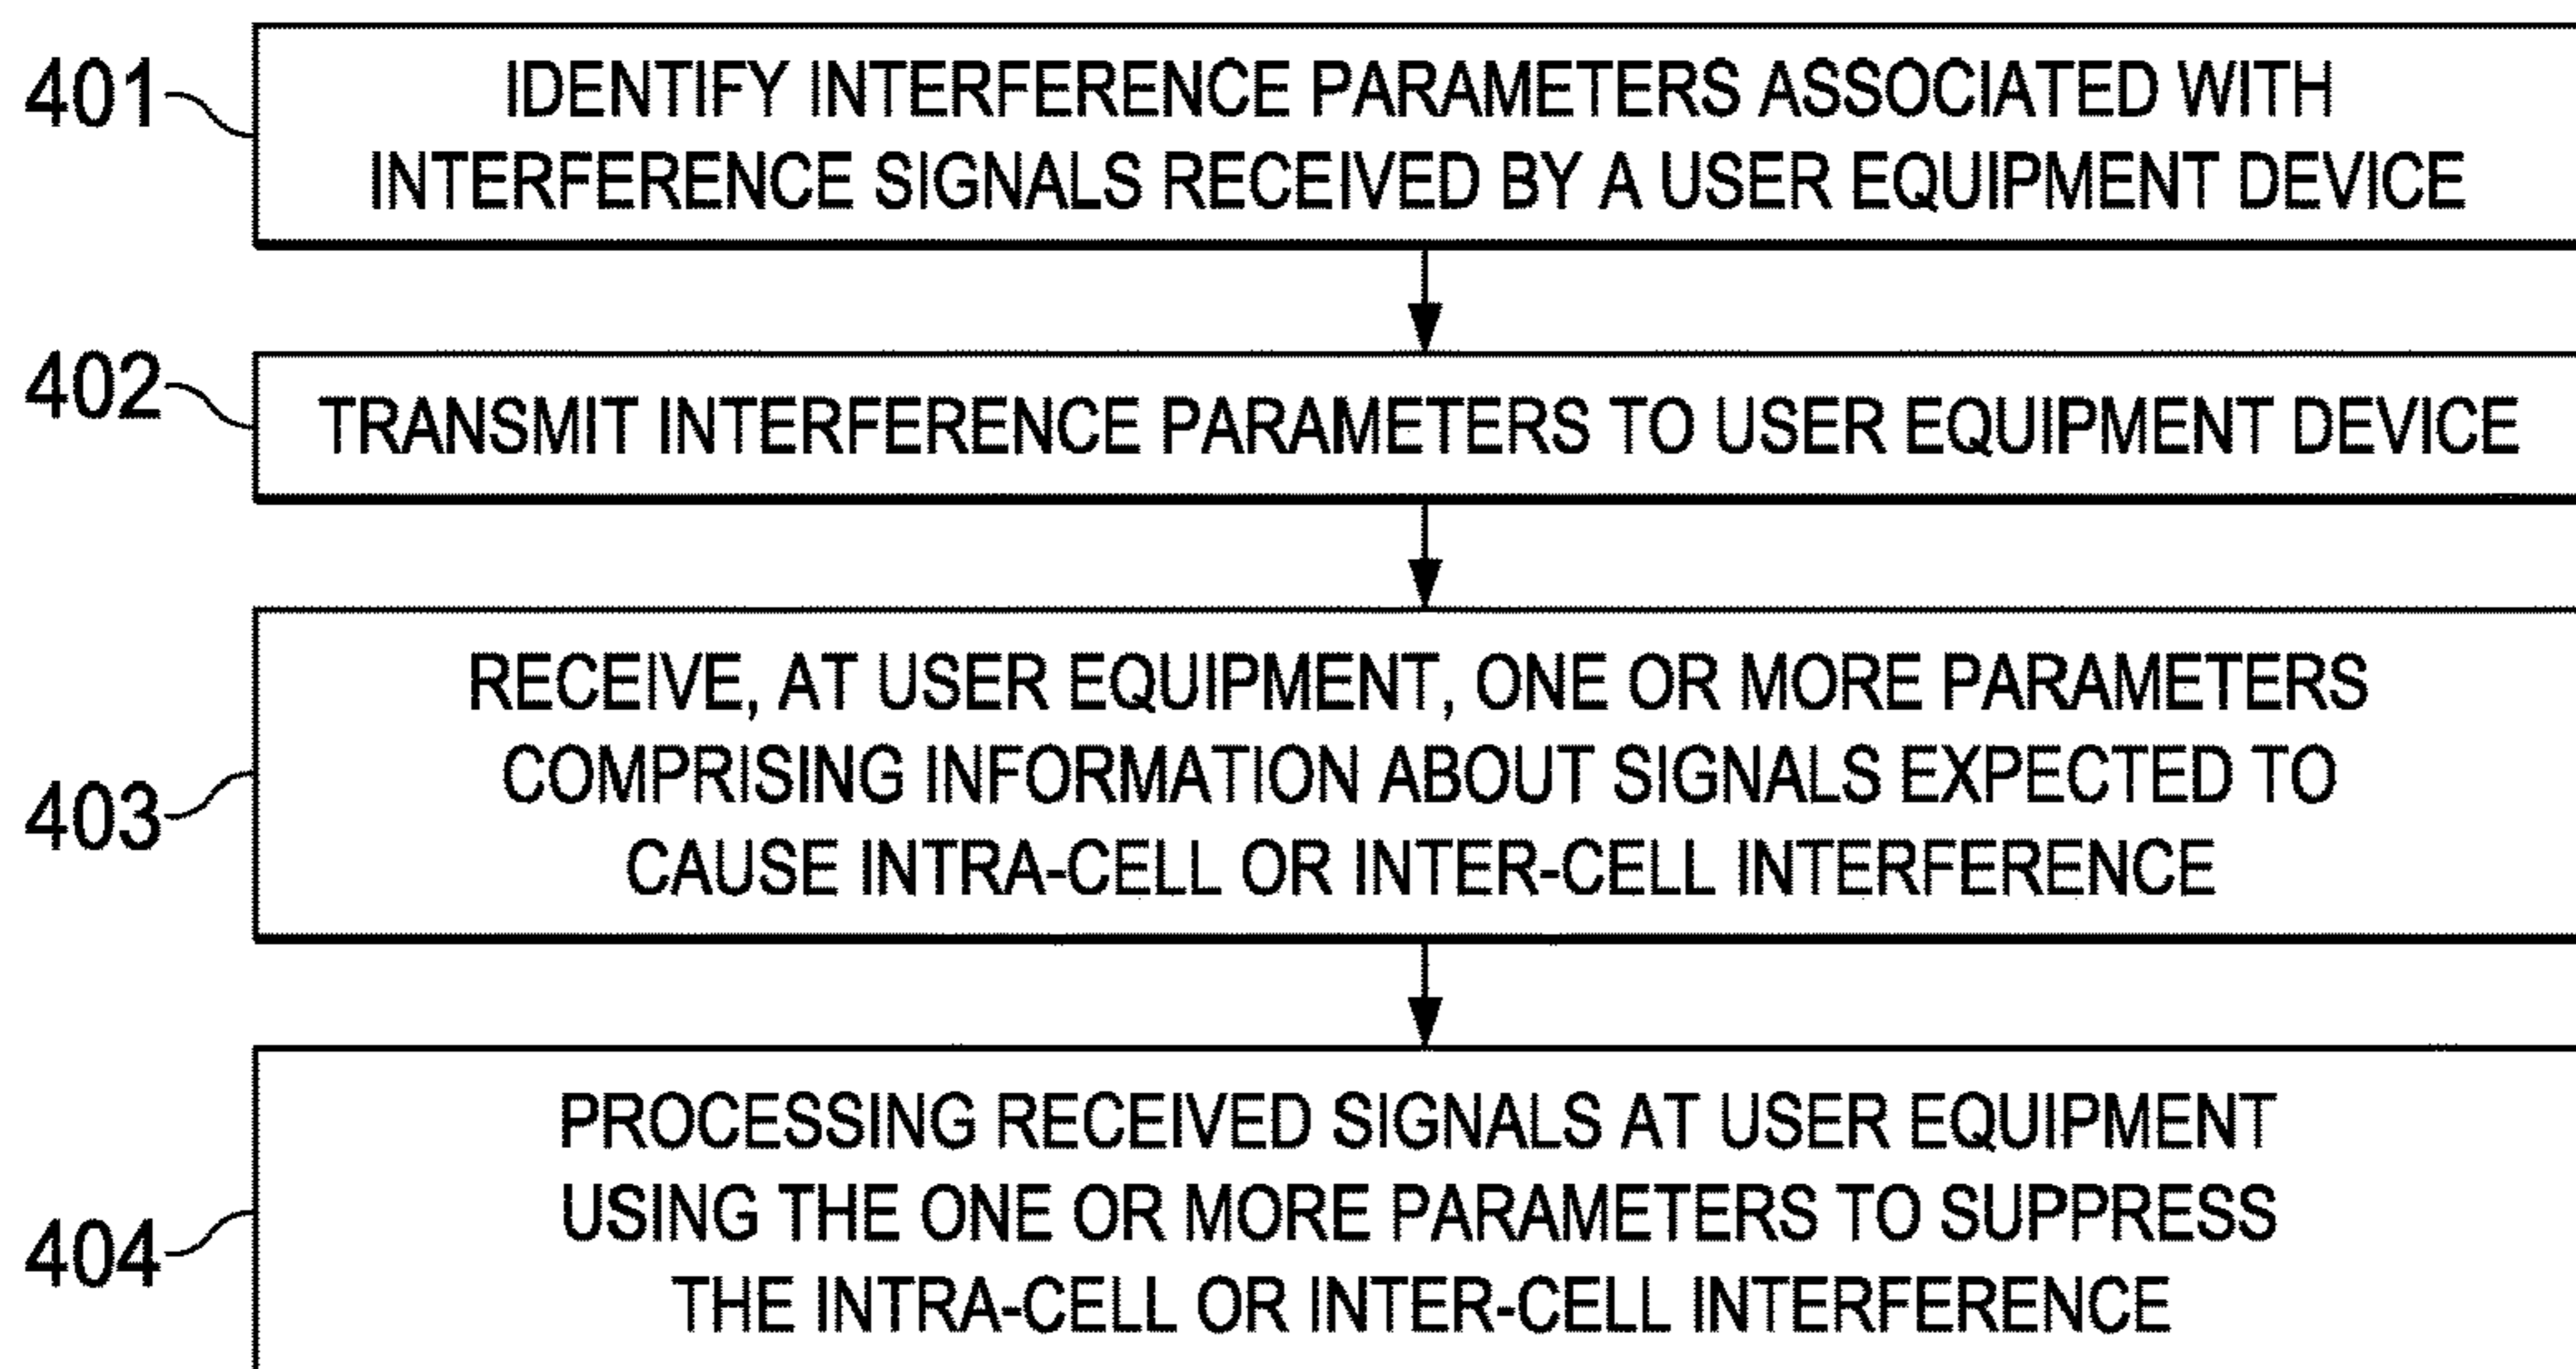 401
IDENTIFY INTERFERENCE PARAMETERS ASSOCIATED WITH
INTERFERENCE SIGNALS RECEIVED BY A USER EQUIPMENT DEVICE
402
TRANSMIT INTERFERENCE PARAMETERS TO USER EQUIPMENT DEVICE
403
RECEIVE, AT USER EQUIPMENT, ONE OR MORE PARAMETERS
COMPRISING INFORMATION ABOUT SIGNALS EXPECTED TO
CAUSE INTRA-CELL OR INTER-CELL INTERFERENCE
404
PROCESSING RECEIVED SIGNALS AT USER EQUIPMENT
USING THE ONE OR MORE PARAMETERS TO SUPPRESS
THE INTRA-CELL OR INTER-CELL INTERFERENCE